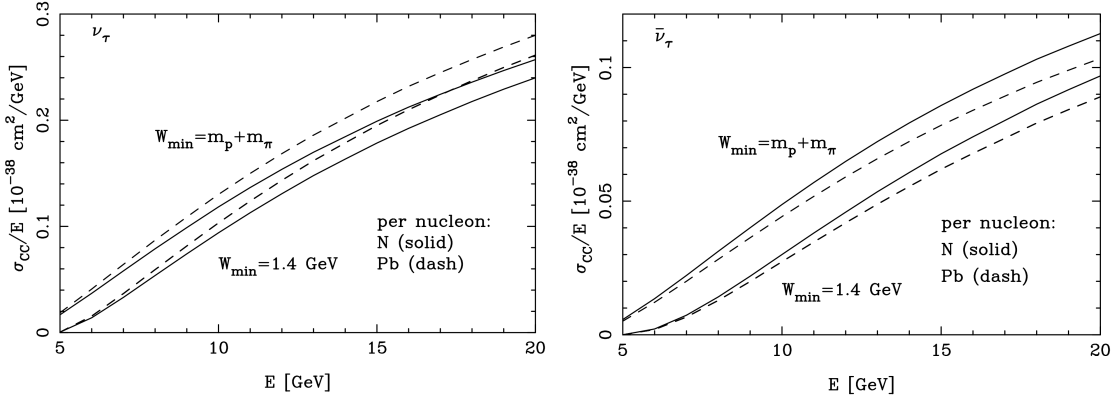 0.3
0.2
0.1
0
ν_τ
W_min=m_p+m_π
per nucleon:
N (solid)
Pb (dash)
W_min=1.4 GeV
σ_CC/E [10^−38 cm^2/GeV]
5 10 15 20
E [GeV]
0.1
0.05
0
ν̄_τ
W_min=m_p+m_π
per nucleon:
N (solid)
Pb (dash)
W_min=1.4 GeV
σ_CC/E [10^−38 cm^2/GeV]
5 10 15 20
E [GeV]